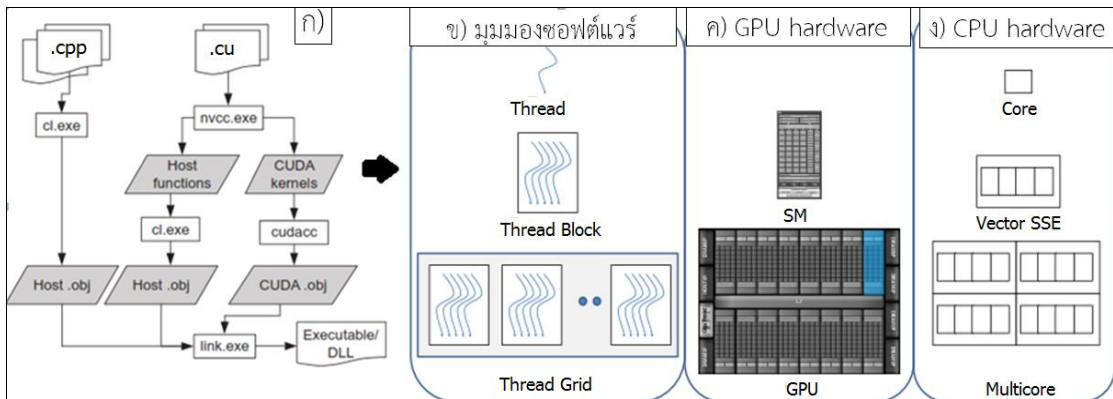 ก)
.cpp
.cu
cl.exe
nvcc.exe
Host
functions
CUDA
kernels
cl.exe
cudacc
Host .obj
Host .obj
CUDA .obj
link.exe
Executable/
DLL
ข) มุมมองซอฟต์แวร์
Thread
Thread Block
Thread Grid
ค) GPU hardware
SM
GPU
ง) CPU hardware
Core
Vector SSE
Multicore